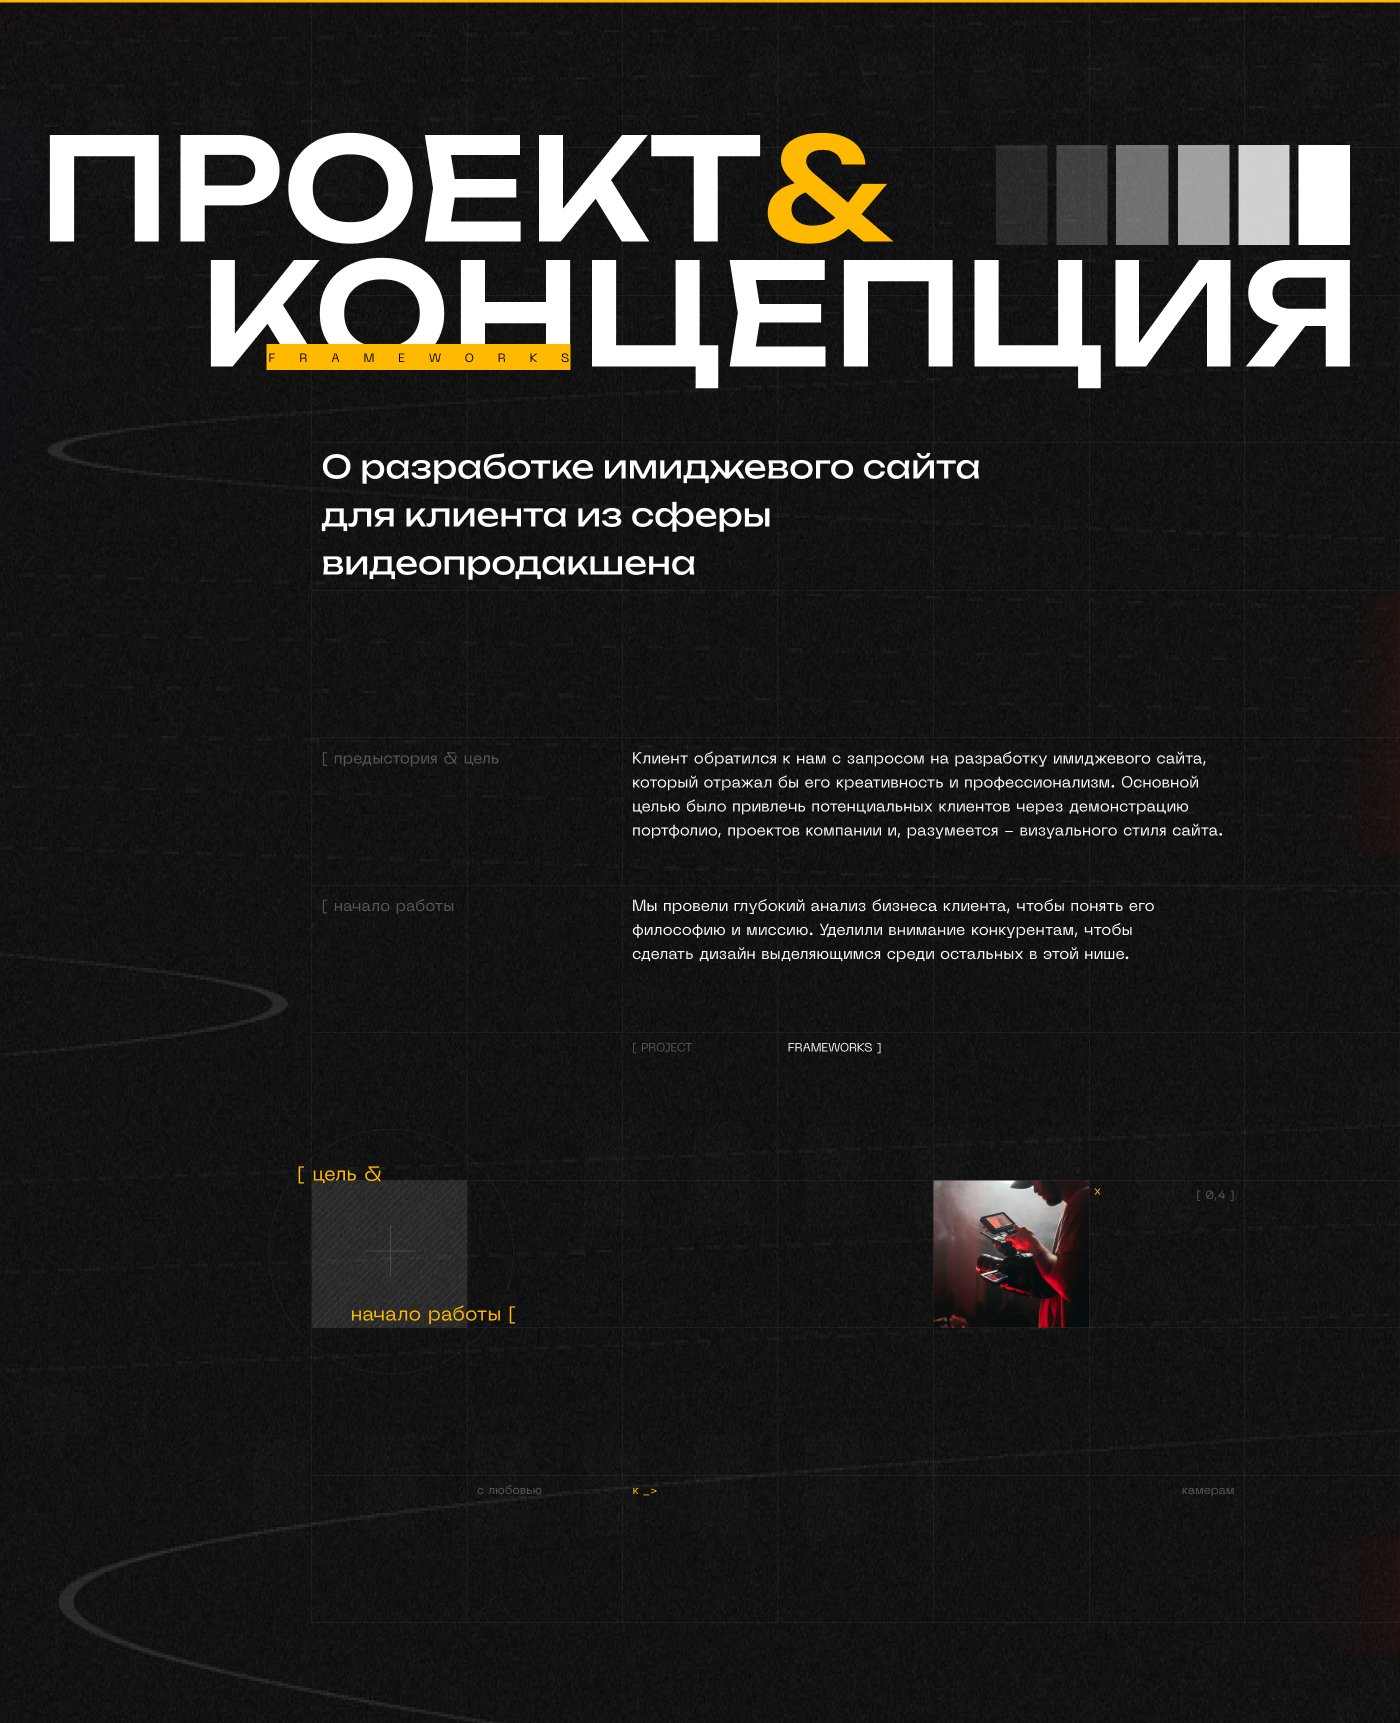 ПРОЕКТ&
КОНЦЕПЦИЯ
FRAMEWORKS
О разработке имиджевого сайта
для клиента из сферы
видеопродакшена
[ предыстория & цель
Клиент обратился к нам с запросом на разработку имиджевого сайта,
который отражал бы его креативность и профессионализм. Основной
целью было привлечь потенциальных клиентов через демонстрацию
портфолио, проектов компании и, разумеется – визуального стиля сайта.
[ начало работы
Мы провели глубокий анализ бизнеса клиента, чтобы понять его
философию и миссию. Уделили внимание конкурентам, чтобы
сделать дизайн выделяющимся среди остальных в этой нише.
[ PROJECT FRAMEWORKS ]
[ цель &
x [ 0,4 ]
начало работы [
с любовью к _> камерам